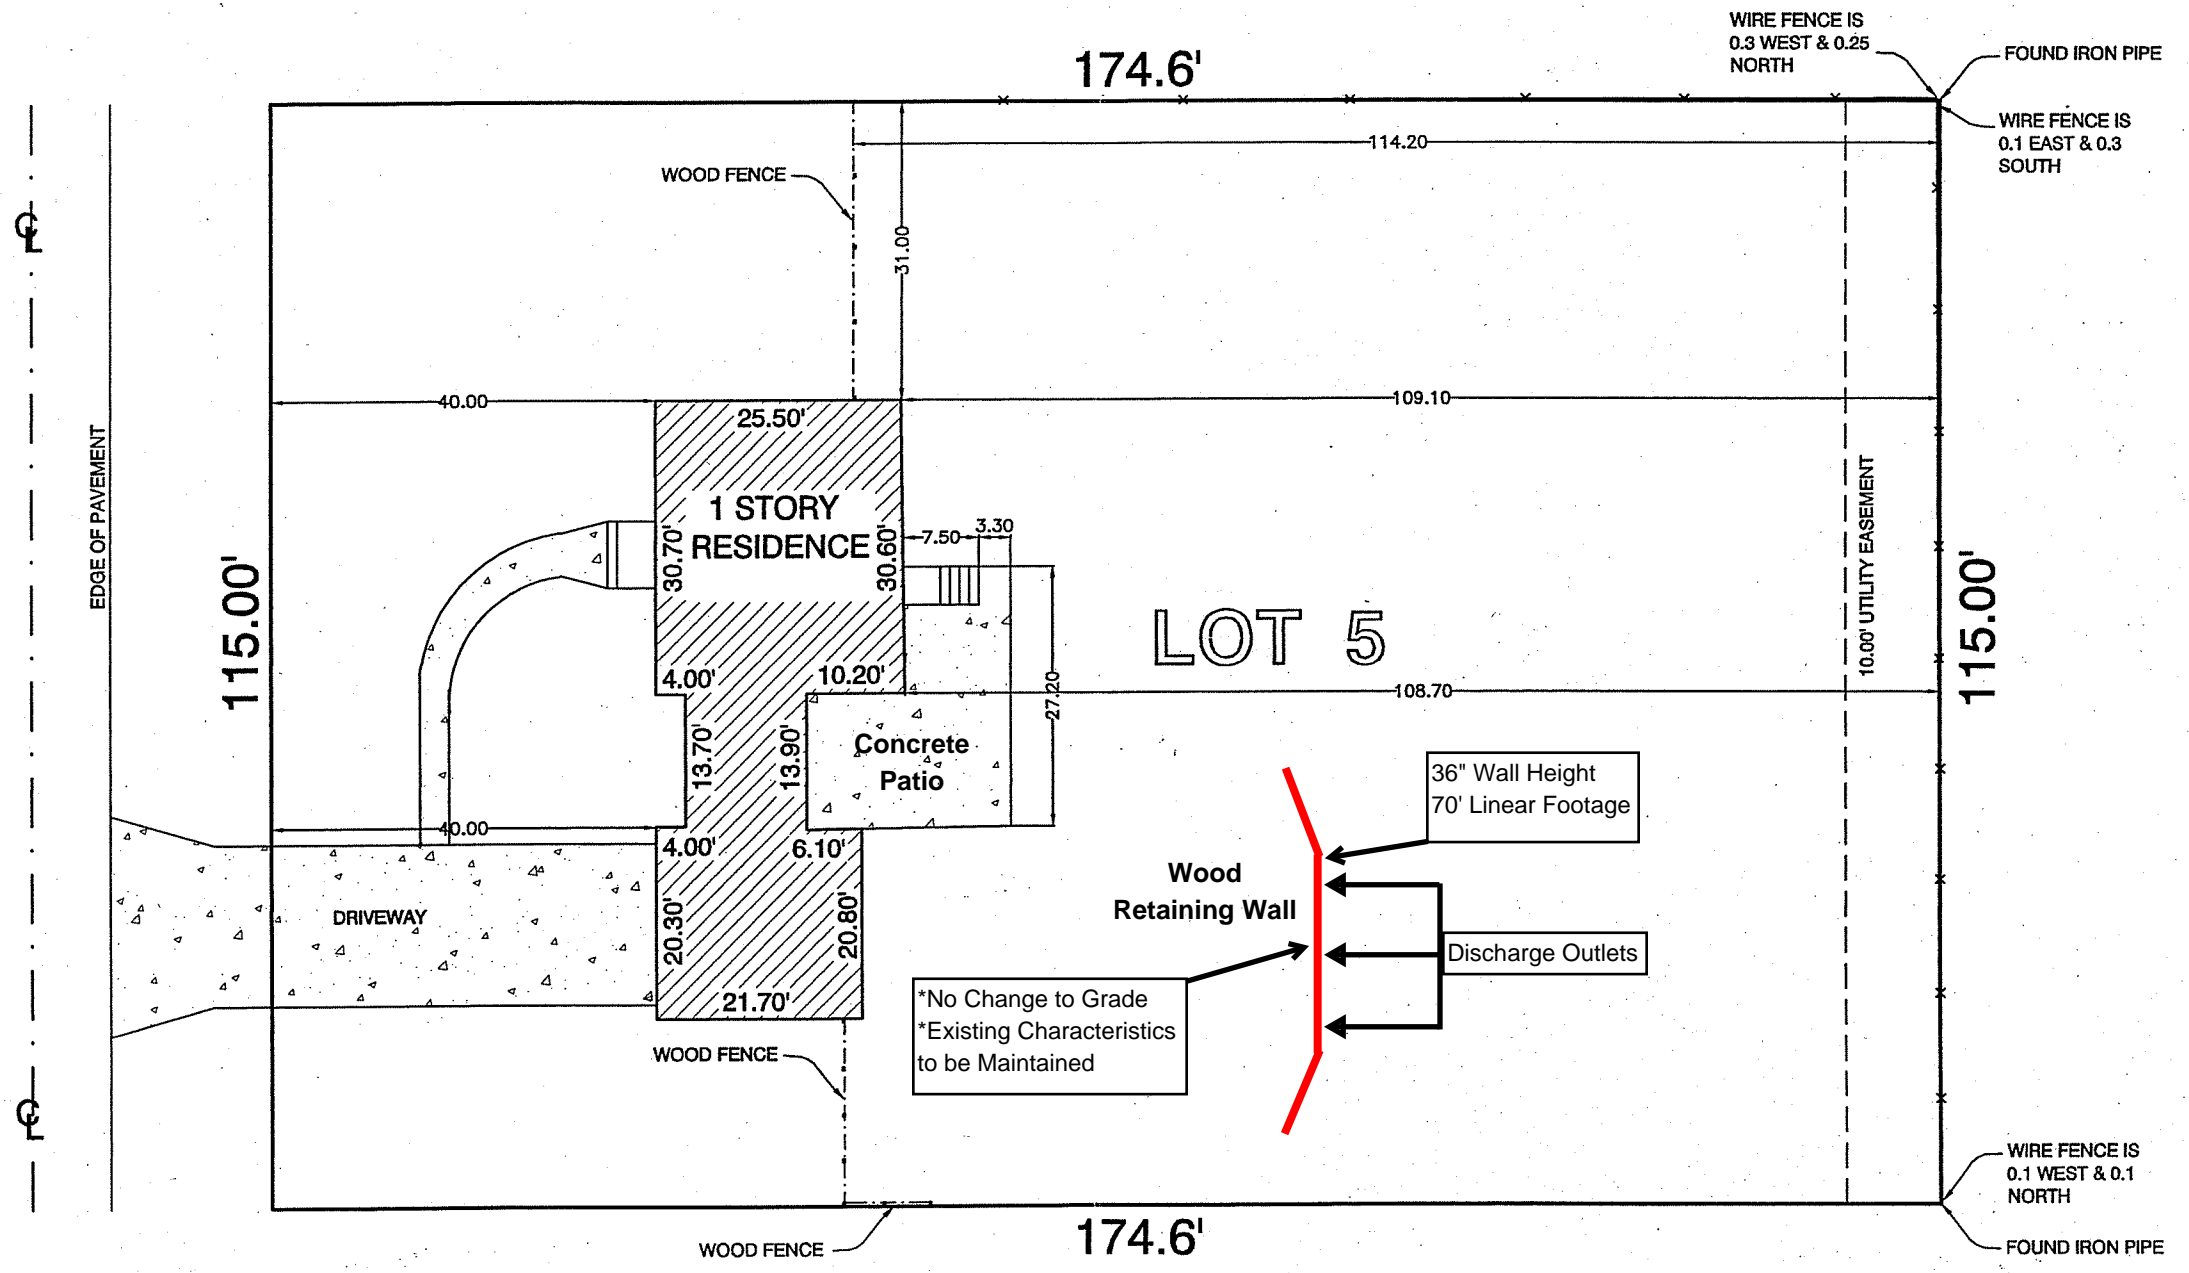 WIRE FENCE IS
0.3 WEST & 0.25
NORTH
FOUND IRON PIPE
174.6'
WIRE FENCE IS
0.1 EAST & 0.3
SOUTH
114.20
WOOD FENCE
31.00
℄
40.00
109.10
25.50'
EDGE OF PAVEMENT
115.00'
1 STORY
RESIDENCE
30.70'
30.60'
7.50
3.30
27.20
LOT 5
10.00' UTILITY EASEMENT
115.00'
4.00'
10.20'
108.70
13.70'
13.90'
Concrete
Patio
36" Wall Height
70' Linear Footage
40.00
4.00'
6.10'
Wood
Retaining Wall
DRIVEWAY
20.30'
20.80'
Discharge Outlets
21.70'
*No Change to Grade
*Existing Characteristics
to be Maintained
WOOD FENCE
℄
WIRE FENCE IS
0.1 WEST & 0.1
NORTH
174.6'
WOOD FENCE
FOUND IRON PIPE